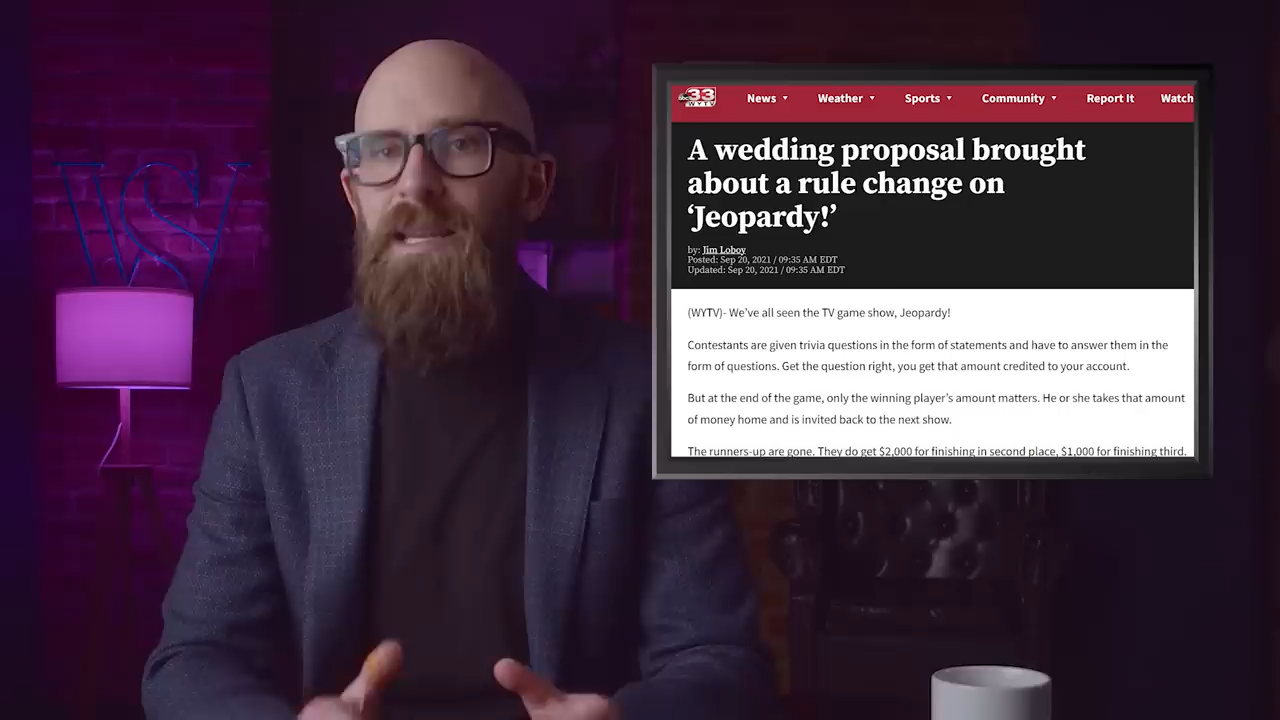 VS
abc 33
WYTV
News
Weather
Sports
Community
Report It
Watch
A wedding proposal brought
about a rule change on
‘Jeopardy!’
by: Jim Loboy
Posted: Sep 20, 2021 / 09:35 AM EDT
Updated: Sep 20, 2021 / 09:35 AM EDT
(WYTV)- We’ve all seen the TV game show, Jeopardy!
Contestants are given trivia questions in the form of statements and have to answer them in the
form of questions. Get the question right, you get that amount credited to your account.
But at the end of the game, only the winning player’s amount matters. He or she takes that amount
of money home and is invited back to the next show.
The runners-up are gone. They do get $2,000 for finishing in second place, $1,000 for finishing third.